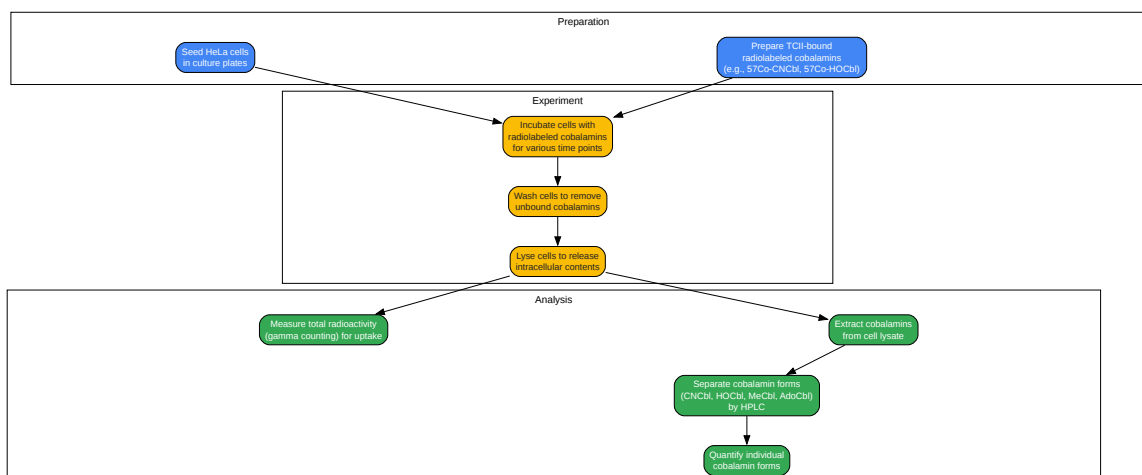 Preparation
Seed HeLa cells
in culture plates
Prepare TCII-bound
radiolabeled cobalamins
(e.g., 57Co-CNCbl, 57Co-HOCbl)
Experiment
Incubate cells with
radiolabeled cobalamins
for various time points
Wash cells to remove
unbound cobalamins
Lyse cells to release
intracellular contents
Analysis
Measure total radioactivity
(gamma counting) for uptake
Extract cobalamins
from cell lysate
Separate cobalamin forms
(CNCbl, HOCbl, MeCbl, AdoCbl)
by HPLC
Quantify individual
cobalamin forms